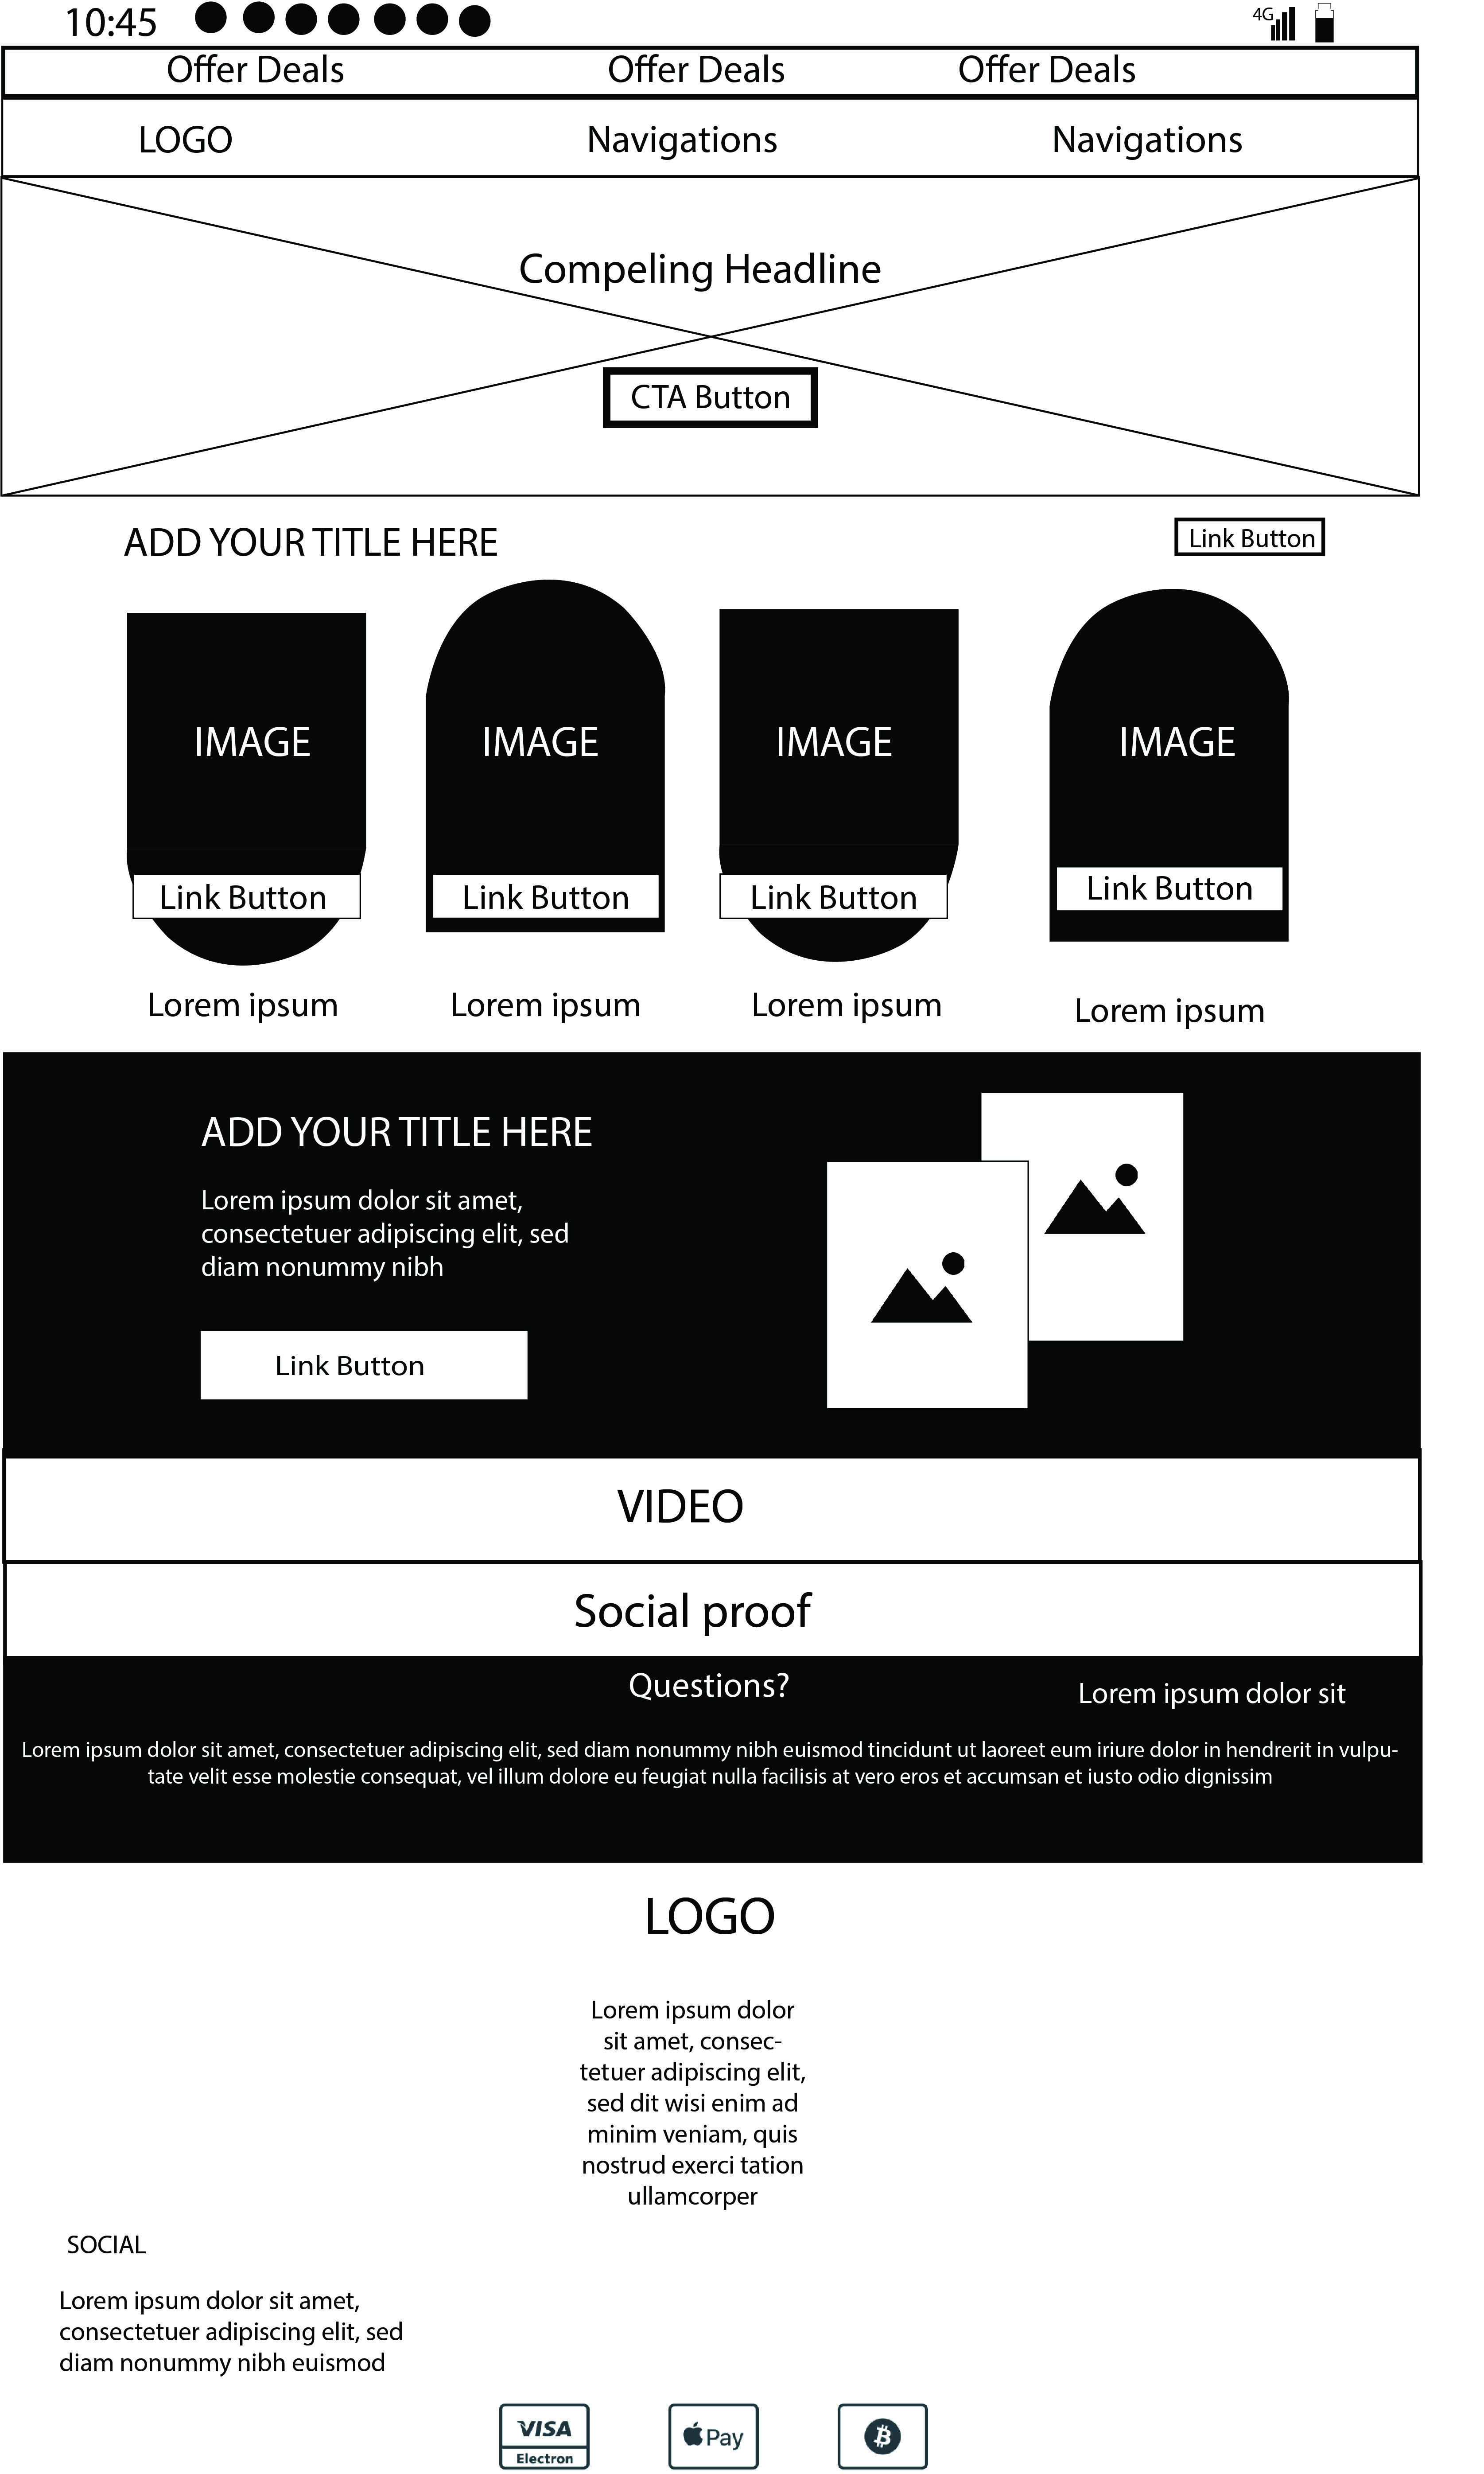 10:45
4G
Offer Deals Offer Deals Offer Deals
LOGO Navigations Navigations
Compeling Headline
CTA Button
ADD YOUR TITLE HERE
Link Button
IMAGE IMAGE IMAGE IMAGE
Link Button Link Button Link Button Link Button
Lorem ipsum Lorem ipsum Lorem ipsum Lorem ipsum
ADD YOUR TITLE HERE
Lorem ipsum dolor sit amet,
consectetuer adipiscing elit, sed
diam nonummy nibh
Link Button
VIDEO
Social proof
Questions?
Lorem ipsum dolor sit
Lorem ipsum dolor sit amet, consectetuer adipiscing elit, sed diam nonummy nibh euismod tincidunt ut laoreet eum iriure dolor in hendrerit in vulpu-
tate velit esse molestie consequat, vel illum dolore eu feugiat nulla facilisis at vero eros et accumsan et iusto odio dignissim
LOGO
Lorem ipsum dolor
sit amet, consec-
tetuer adipiscing elit,
sed dit wisi enim ad
minim veniam, quis
nostrud exerci tation
ullamcorper
SOCIAL
Lorem ipsum dolor sit amet,
consectetuer adipiscing elit, sed
diam nonummy nibh euismod
VISA
Electron
Pay